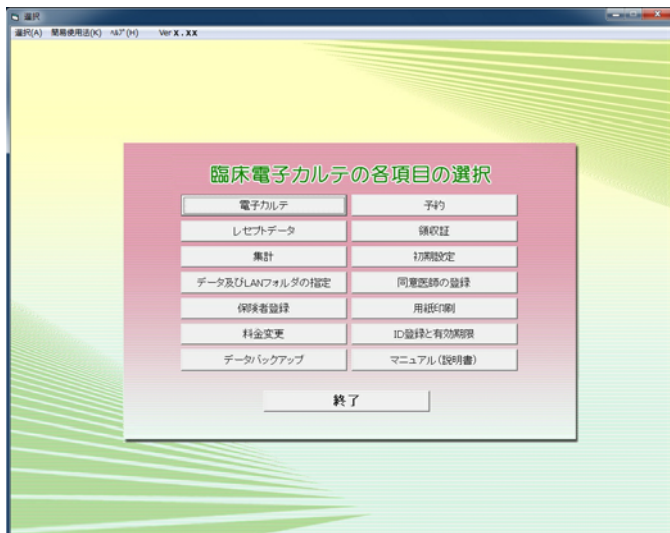 選択
選択(A) 簡易使用法(K) ﾍﾙﾌﾟ(H) Ver X．XX
臨床電子カルテの各項目の選択
電子カルテ 予約
レセプトデータ 領収証
集計 初期設定
データ及びLANフォルダの指定 同意医師の登録
保険者登録 用紙印刷
料金変更 ID登録と有効期限
データバックアップ マニュアル(説明書)
終了